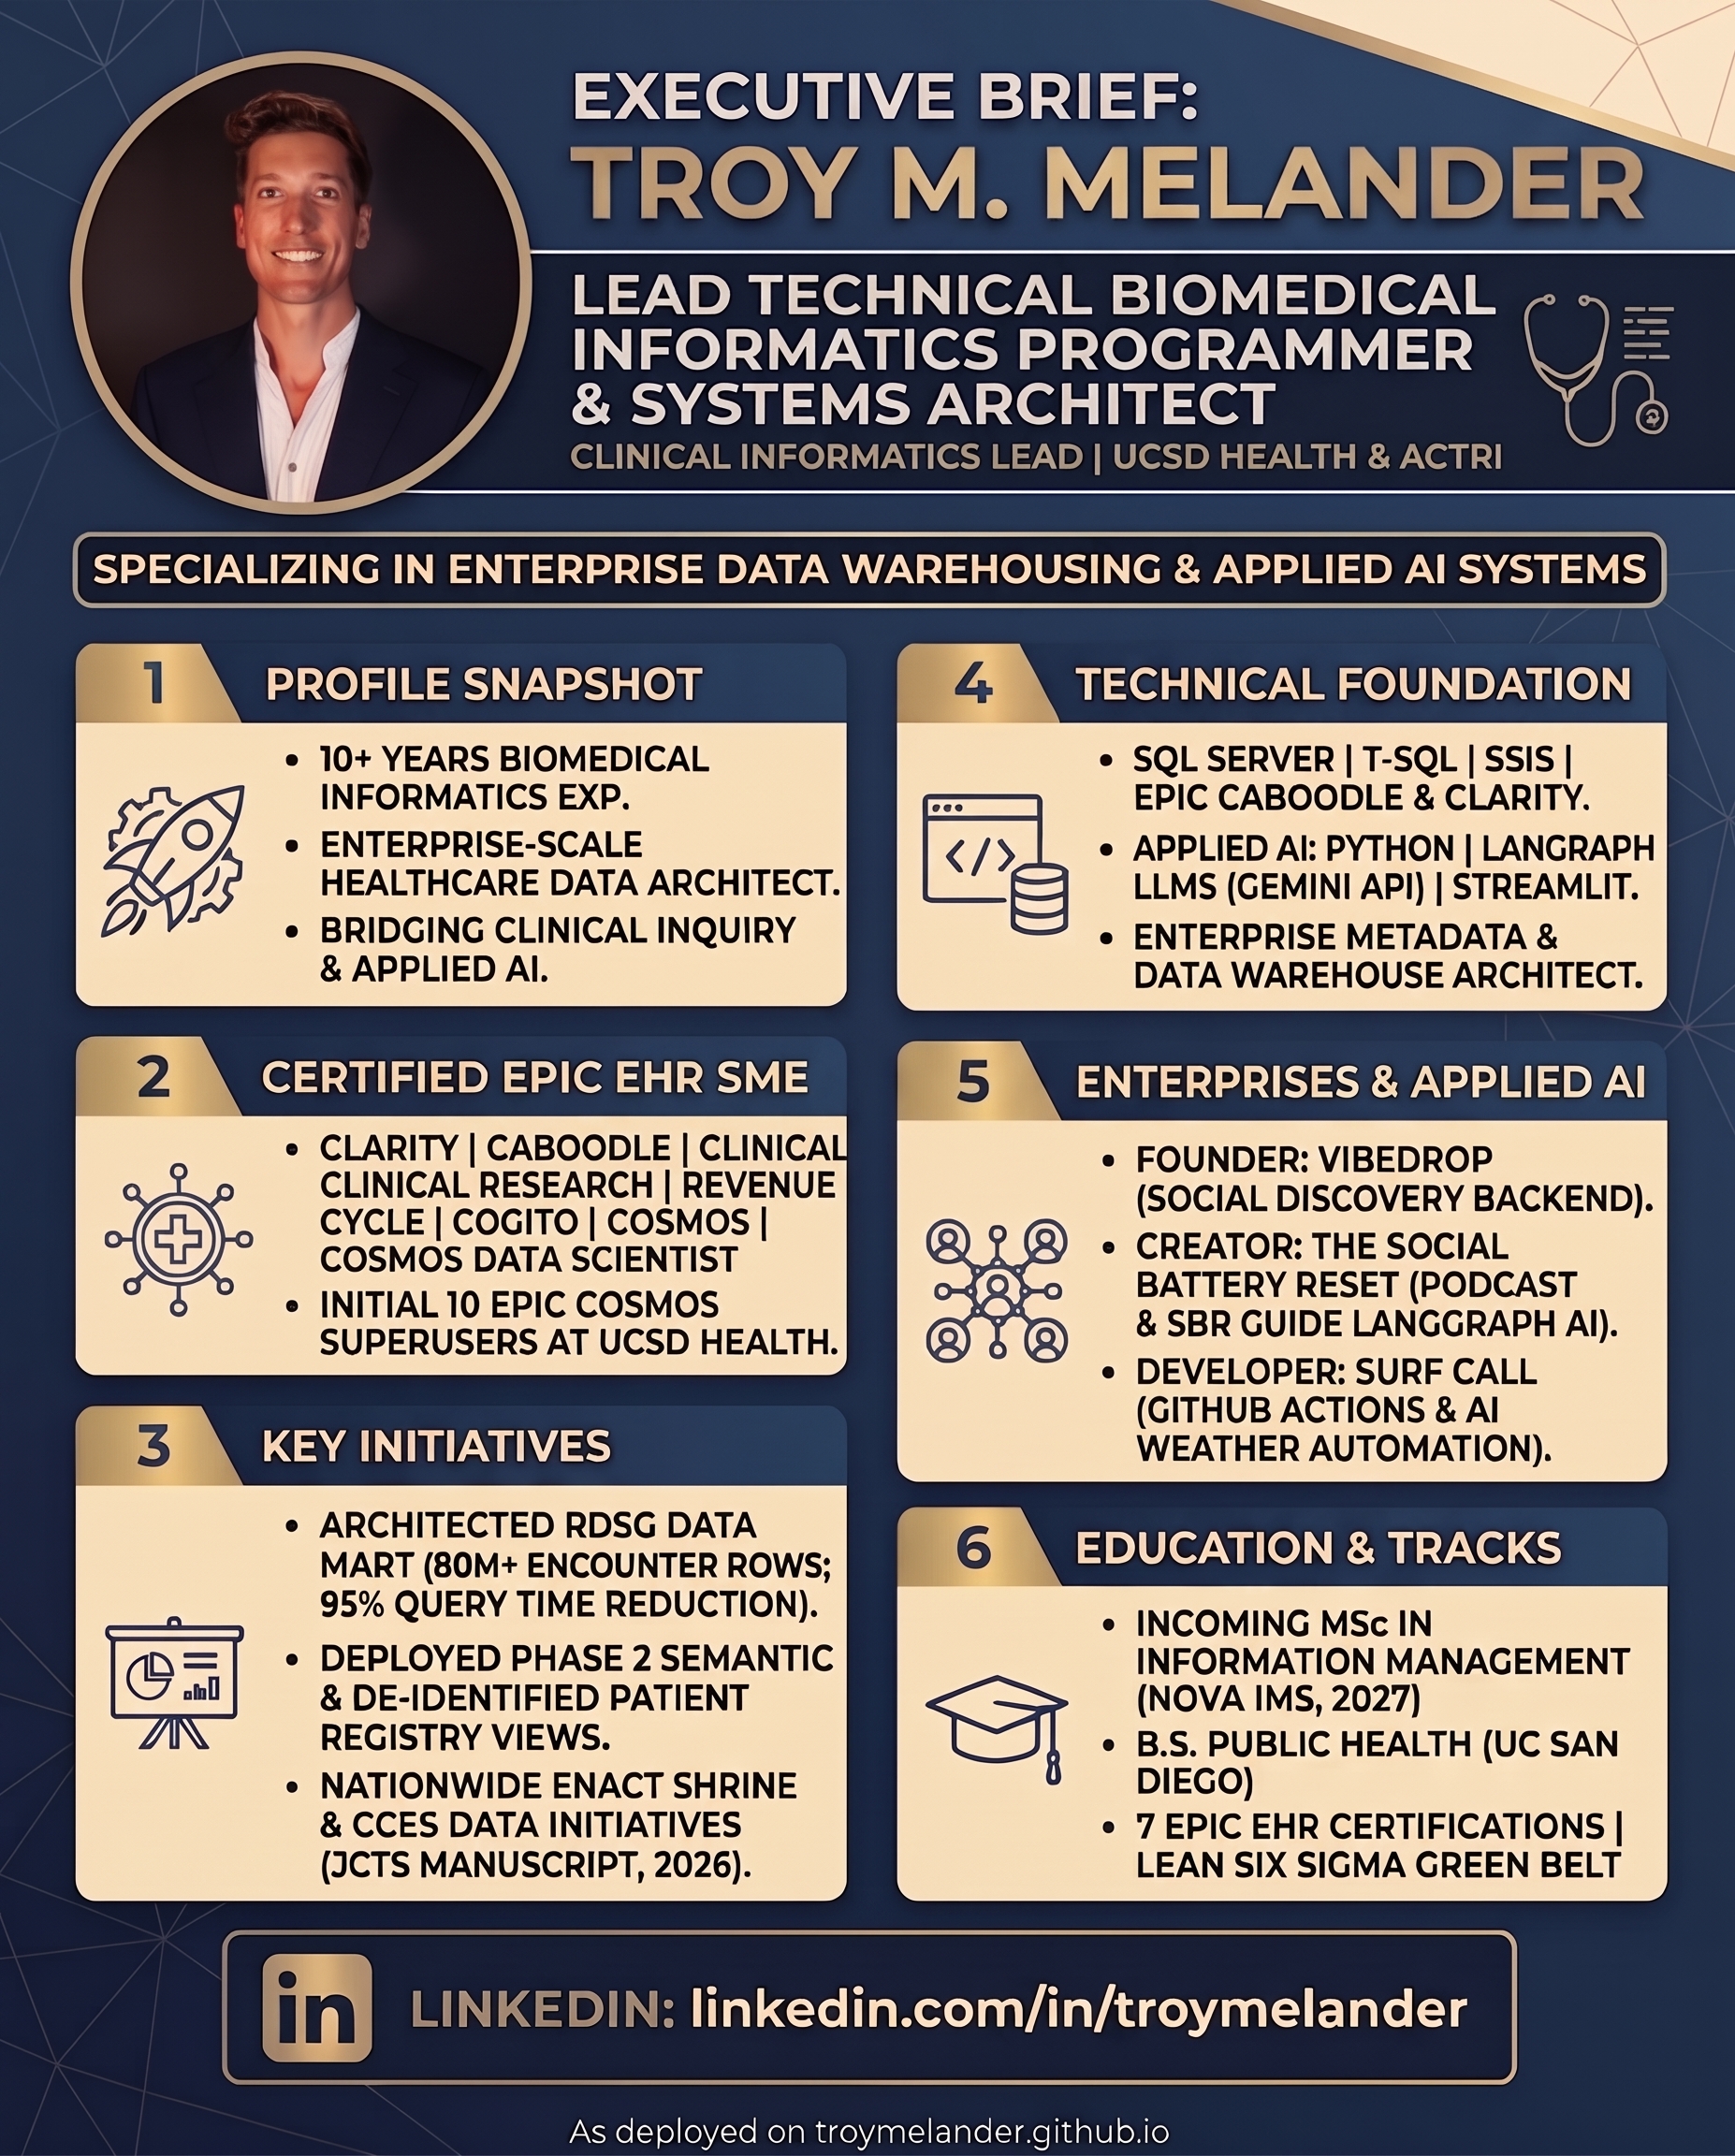 EXECUTIVE BRIEF:
TROY M. MELANDER
LEAD TECHNICAL BIOMEDICAL
INFORMATICS PROGRAMMER
& SYSTEMS ARCHITECT
CLINICAL INFORMATICS LEAD | UCSD HEALTH & ACTRI
SPECIALIZING IN ENTERPRISE DATA WAREHOUSING & APPLIED AI SYSTEMS
1 PROFILE SNAPSHOT
• 10+ YEARS BIOMEDICAL
INFORMATICS EXP.
• ENTERPRISE-SCALE
HEALTHCARE DATA ARCHITECT.
• BRIDGING CLINICAL INQUIRY
& APPLIED AI.
2 CERTIFIED EPIC EHR SME
• CLARITY | CABOODLE | CLINICAL
CLINICAL RESEARCH | REVENUE
CYCLE | COGITO | COSMOS |
COSMOS DATA SCIENTIST
• INITIAL 10 EPIC COSMOS
SUPERUSERS AT UCSD HEALTH.
3 KEY INITIATIVES
• ARCHITECTED RDSG DATA
MART (80M+ ENCOUNTER ROWS;
95% QUERY TIME REDUCTION).
• DEPLOYED PHASE 2 SEMANTIC
& DE-IDENTIFIED PATIENT
REGISTRY VIEWS.
• NATIONWIDE ENACT SHRINE
& CCES DATA INITIATIVES
(JCTS MANUSCRIPT, 2026).
4 TECHNICAL FOUNDATION
• SQL SERVER | T-SQL | SSIS |
EPIC CABOODLE & CLARITY.
• APPLIED AI: PYTHON | LANGRAPH
LLMS (GEMINI API) | STREAMLIT.
• ENTERPRISE METADATA &
DATA WAREHOUSE ARCHITECT.
5 ENTERPRISES & APPLIED AI
• FOUNDER: VIBEDROP
(SOCIAL DISCOVERY BACKEND).
• CREATOR: THE SOCIAL
BATTERY RESET (PODCAST
& SBR GUIDE LANGGRAPH AI).
• DEVELOPER: SURF CALL
(GITHUB ACTIONS & AI
WEATHER AUTOMATION).
6 EDUCATION & TRACKS
• INCOMING MSc IN
INFORMATION MANAGEMENT
(NOVA IMS, 2027)
• B.S. PUBLIC HEALTH (UC SAN
DIEGO)
• 7 EPIC EHR CERTIFICATIONS |
LEAN SIX SIGMA GREEN BELT
in LINKEDIN: linkedin.com/in/troymelander
As deployed on troymelander.github.io